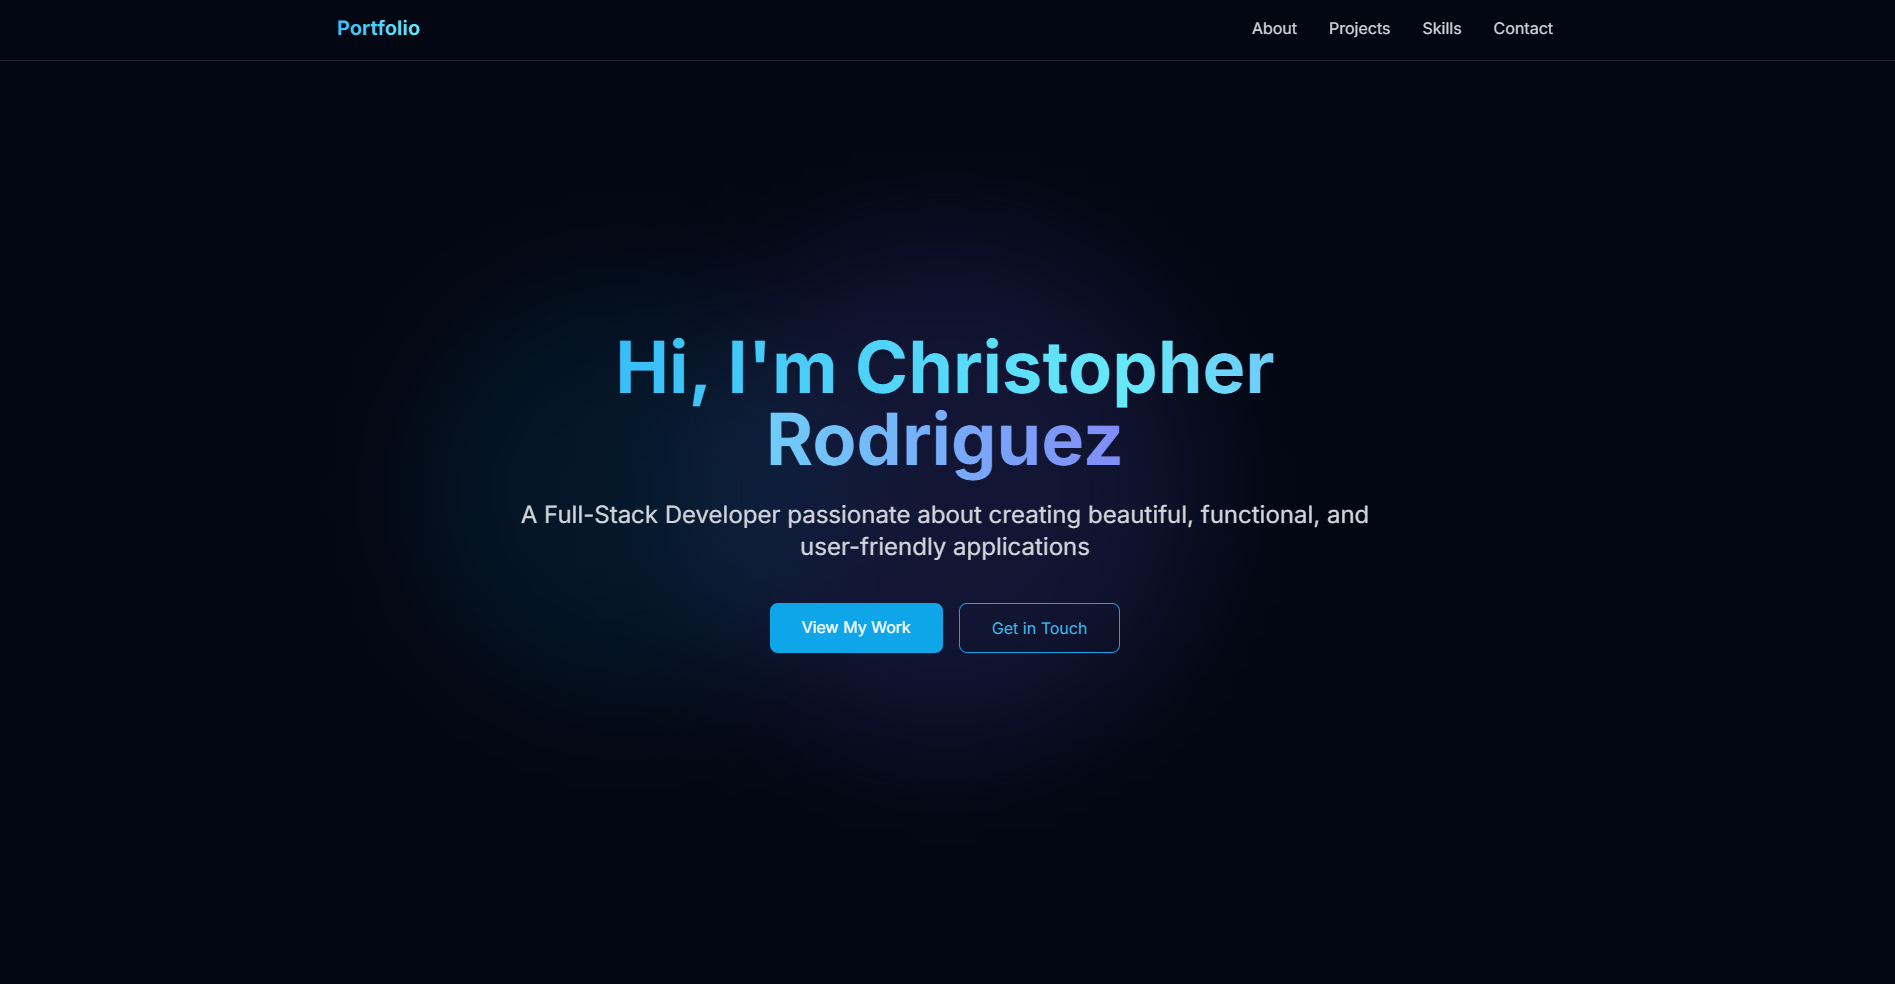 Portfolio
About Projects Skills Contact
Hi, I'm Christopher
Rodriguez
A Full-Stack Developer passionate about creating beautiful, functional, and
user-friendly applications
View My Work
Get in Touch